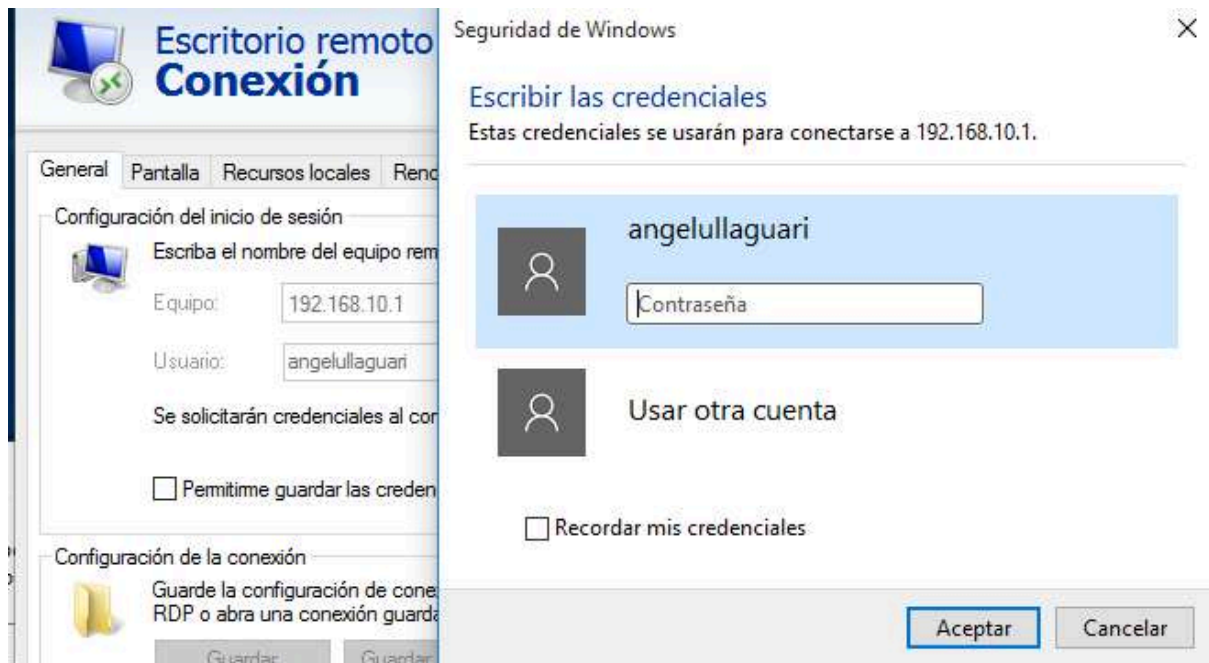 Escritorio remoto
Conexión
General Pantalla Recursos locales
Configuración del inicio de sesión
Escriba el nombre del equipo rem
Equipo: 192.168.10.1
Usuario: angelullaguari
Se solicitarán credenciales al con
Permitirme guardar las creden
Configuración de la conexión
Guarde la configuración de cone
RDP o abra una conexión guarda
Guardar Guardar
Seguridad de Windows
Escribir las credenciales
Estas credenciales se usarán para conectarse a 192.168.10.1.
angelullaguari
Contraseña
Usar otra cuenta
Recordar mis credenciales
Aceptar Cancelar